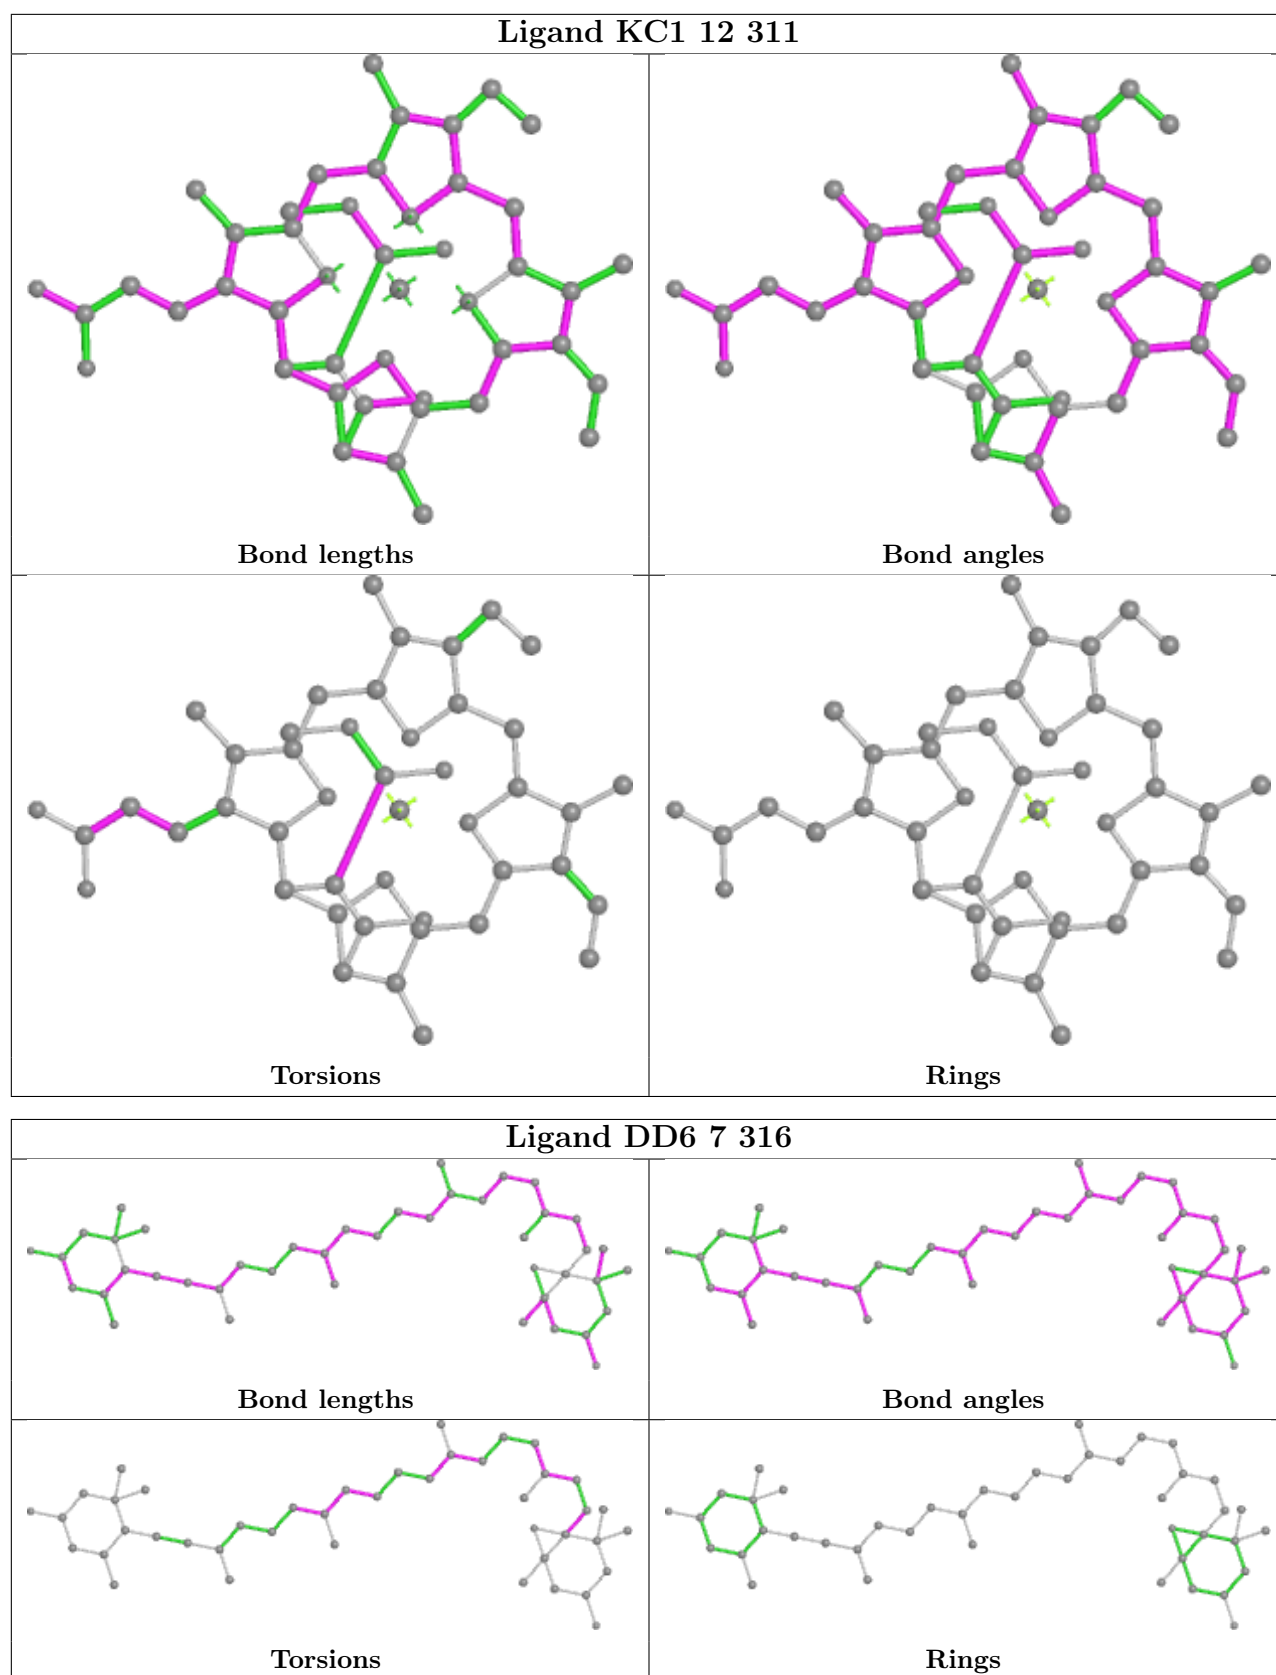 Ligand KC1 12 311
Bond lengths
Bond angles
Torsions
Rings
Ligand DD6 7 316
Bond lengths
Bond angles
Torsions
Rings